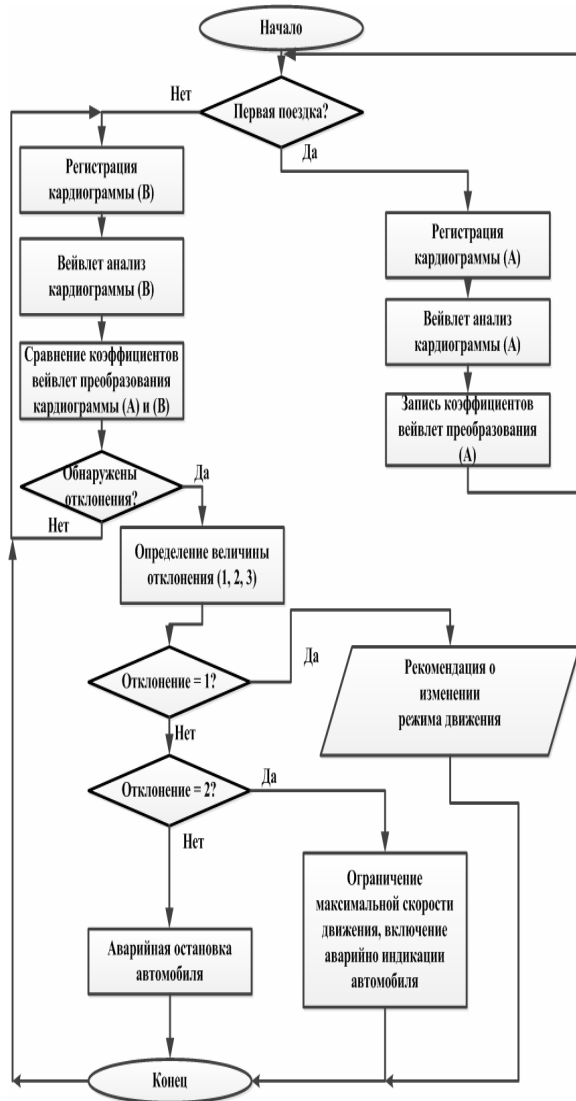 Начало
Первая поездка?
Нет
Да
Регистрация
кардиограммы (В)
Вейвлет анализ
кардиограммы (В)
Сравнение коэффициентов
вейвлет преобразования
кардиограммы (А) и (В)
Регистрация
кардиограммы (А)
Вейвлет анализ
кардиограммы (А)
Запись коэффициентов
вейвлет преобразования
(А)
Обнаружены
отклонения?
Да
Нет
Определение величины
отклонения (1, 2, 3)
Отклонение = 1?
Да
Рекомендация о
изменении
режима движения
Нет
Отклонение = 2?
Да
Нет
Ограничение
максимальной скорости
движения, включение
аварийно индикации
автомобиля
Аварийная остановка
автомобиля
Конец